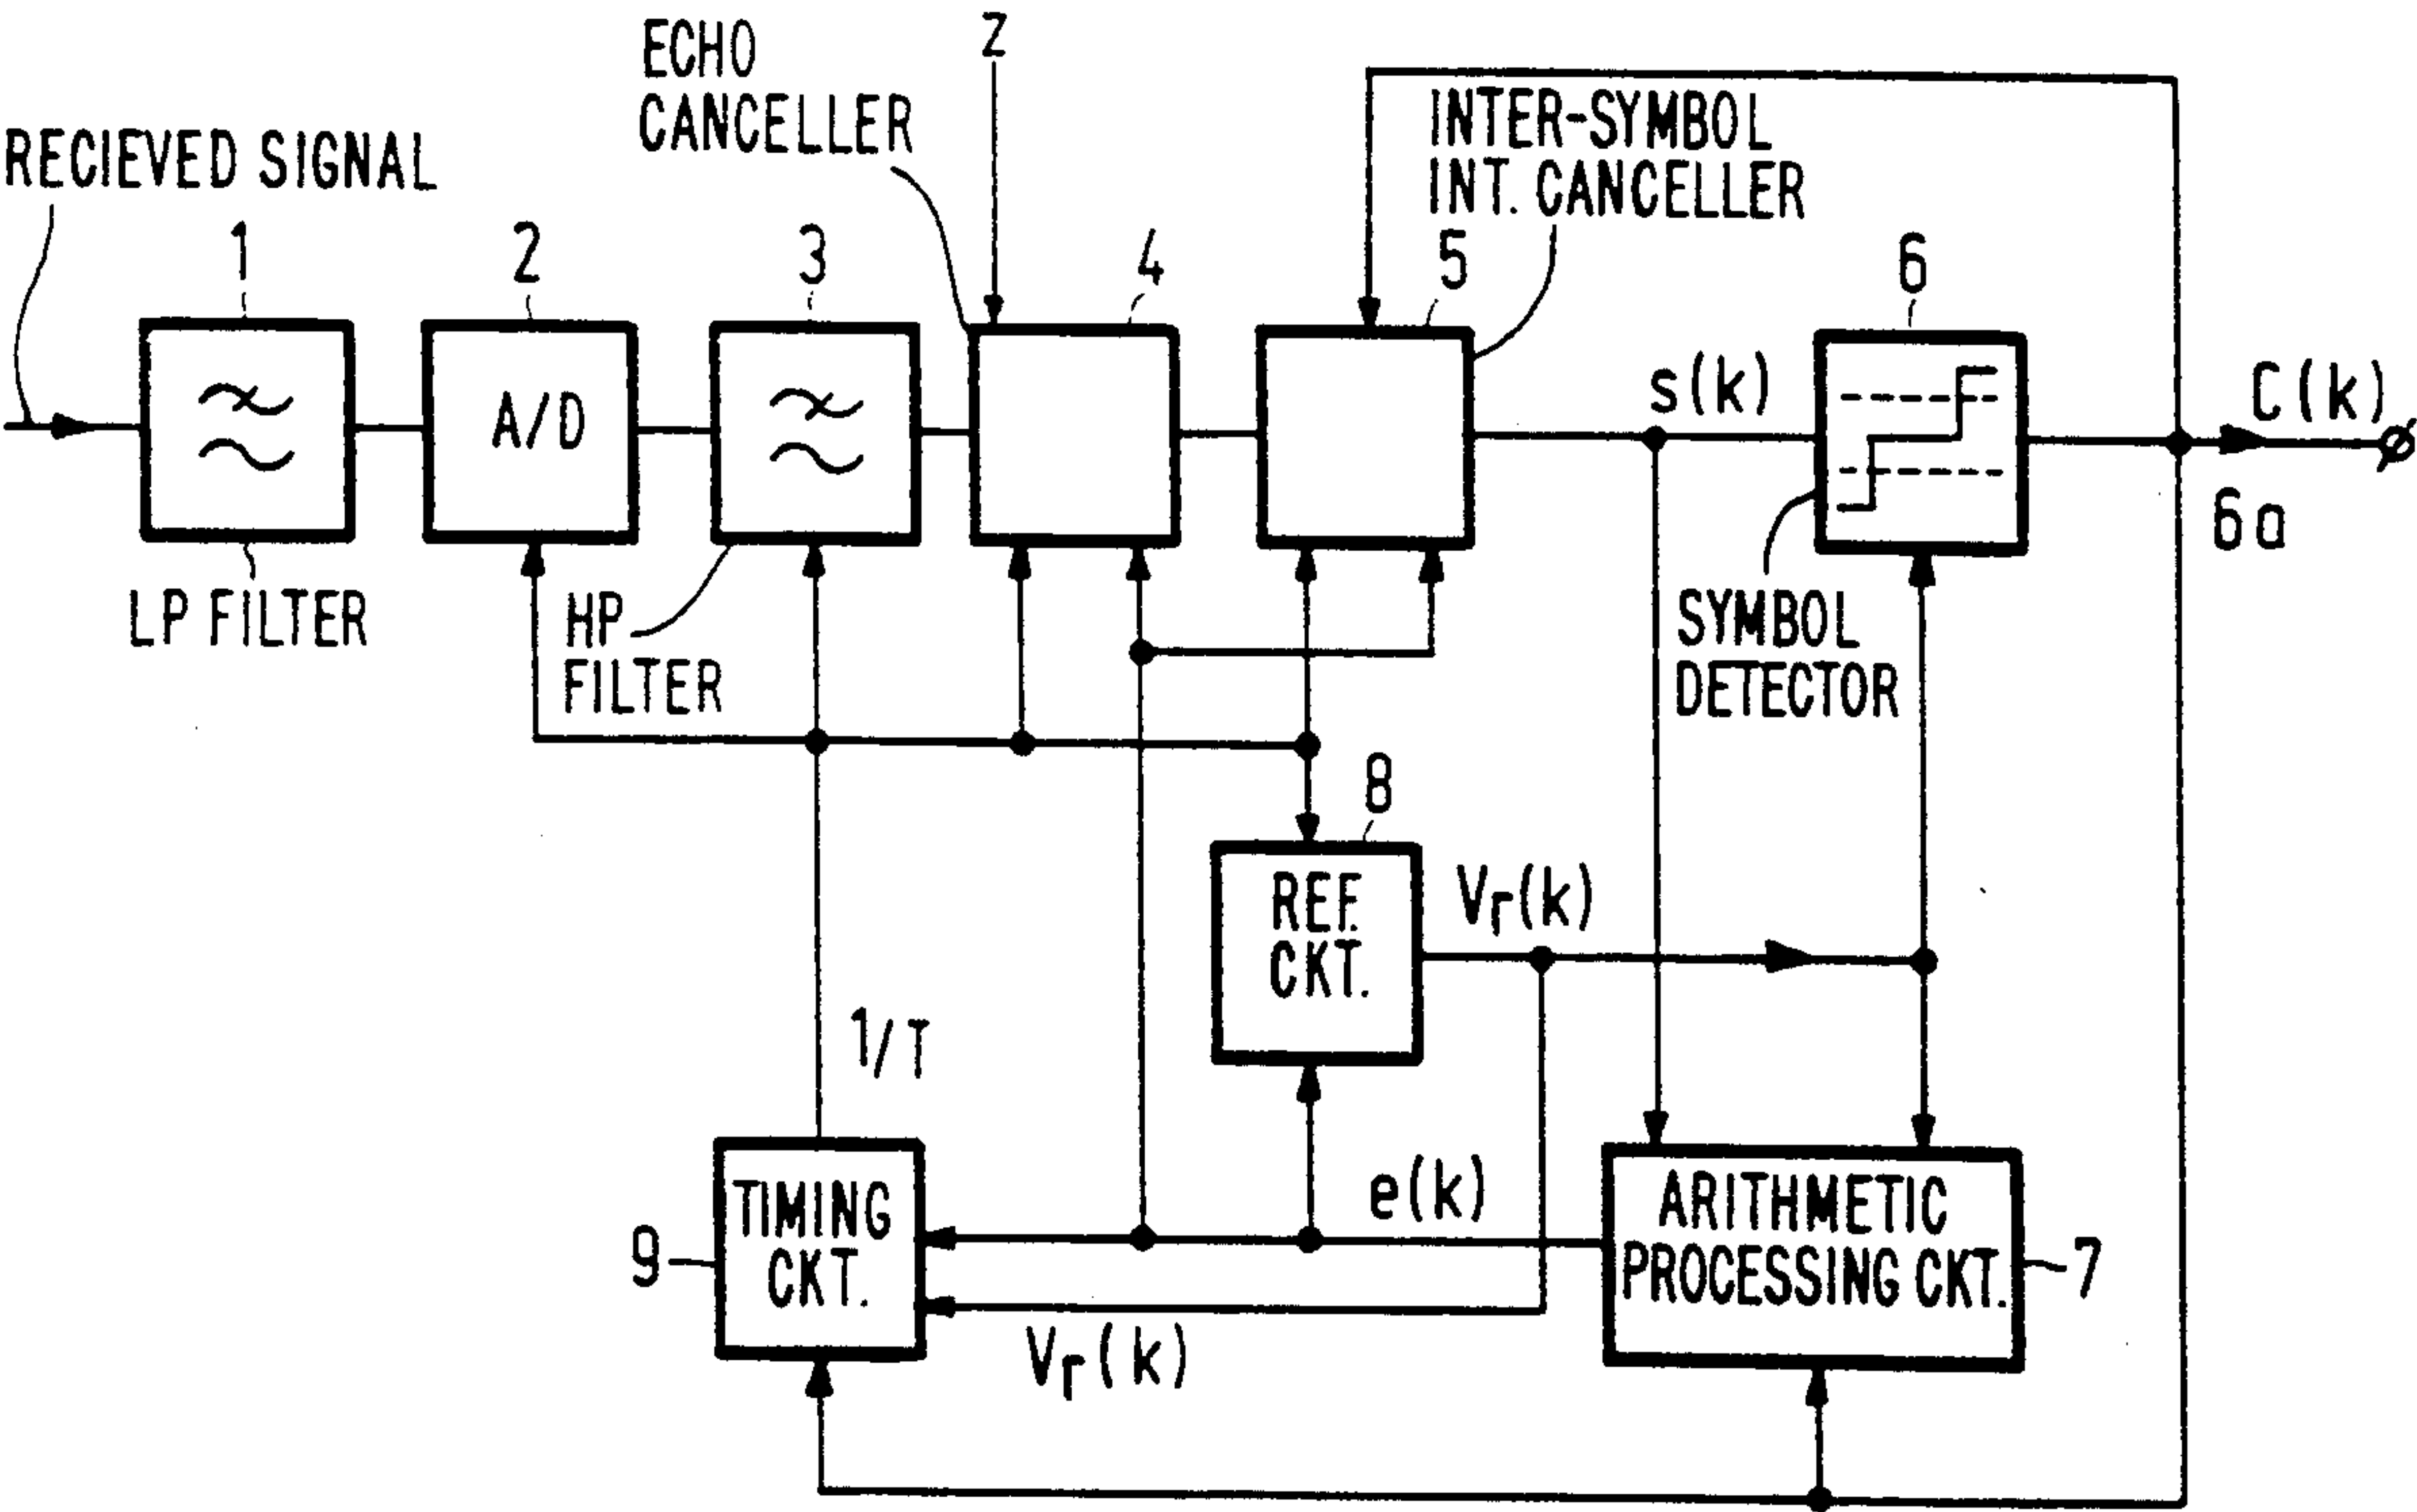 ECHO
CANCELLER
z
INTER-SYMBOL
INT. CANCELLER
RECIEVED SIGNAL
1
2
3
4
5
6
A/D
s(k)
C(k)
6a
LP FILTER
HP
FILTER
SYMBOL
DETECTOR
8
REF.
CKT.
Vr(k)
1/T
TIMING
CKT.
9
e(k)
Vr(k)
ARITHMETIC
PROCESSING CKT.
7